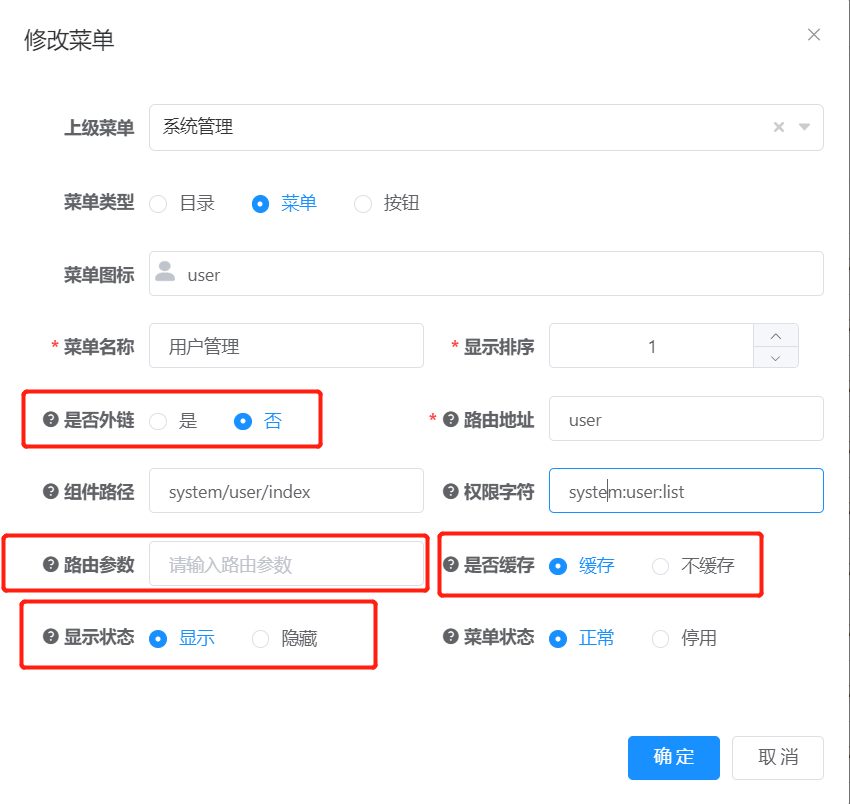 修改菜单
上级菜单 系统管理
菜单类型 目录 菜单 按钮
菜单图标 user
* 菜单名称 用户管理 * 显示排序 1
是否外链 是 否 * 路由地址 user
组件路径 system/user/index 权限字符 system:user:list
路由参数 请输入路由参数 是否缓存 缓存 不缓存
显示状态 显示 隐藏 菜单状态 正常 停用
确定 取消